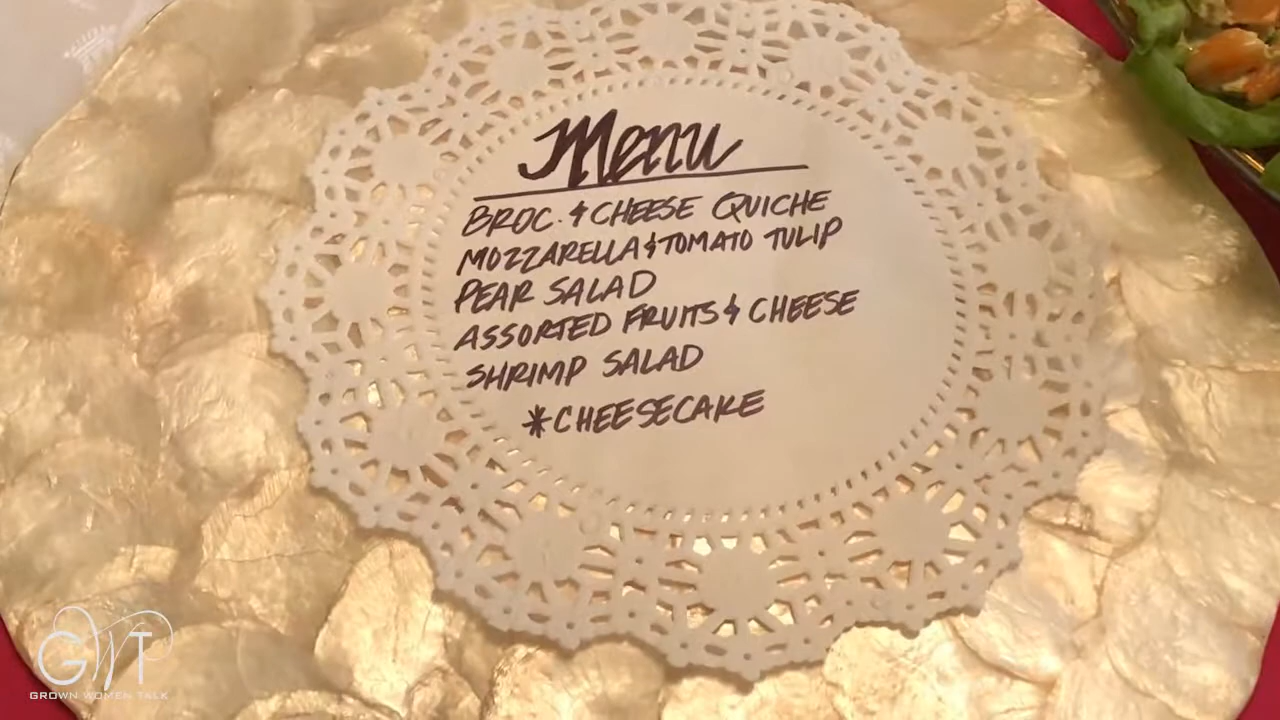 Menu
BROC. & CHEESE QUICHE
MOZZARELLA & TOMATO TULIP
PEAR SALAD
ASSORTED FRUITS & CHEESE
SHRIMP SALAD
*CHEESECAKE
GWT
GROWN WOMEN TALK